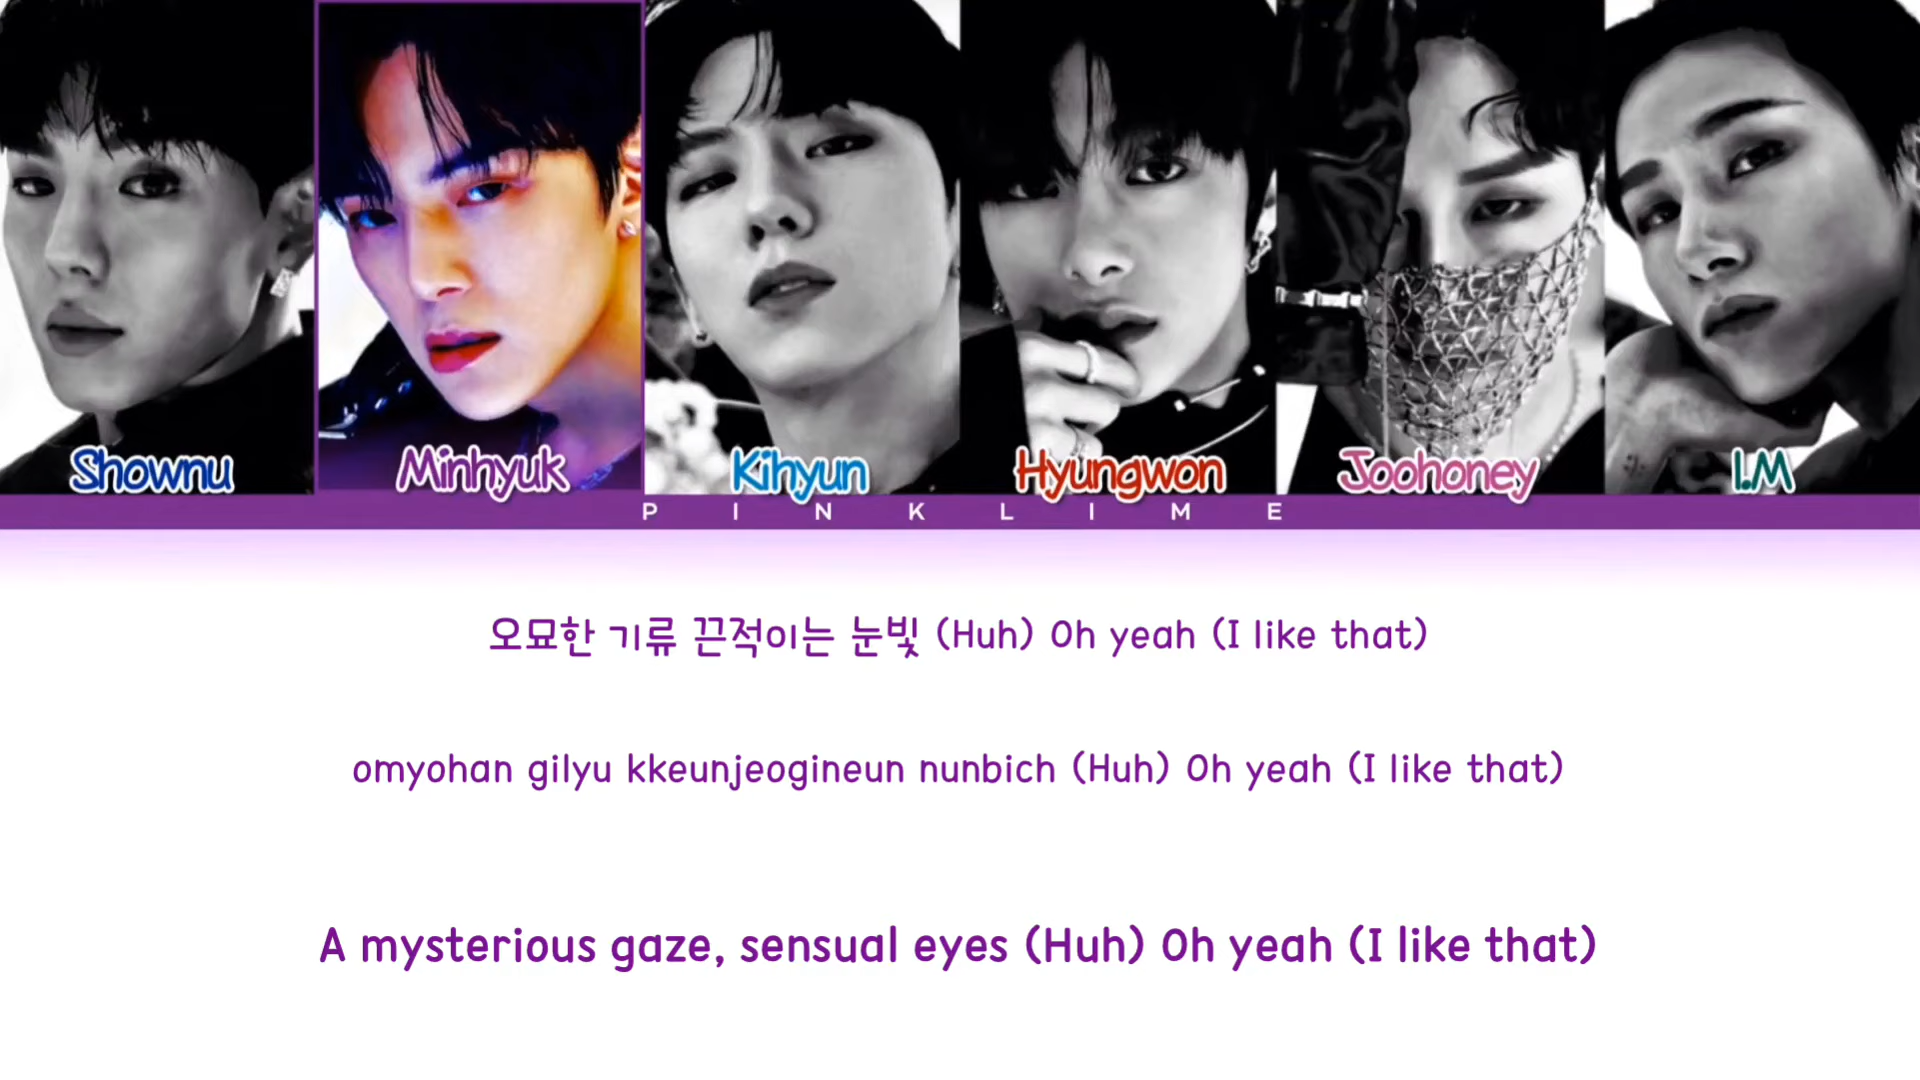 Shownu Minhyuk Kihyun Hyungwon Joohoney I.M
PINKLIME
오묘한 기류 끈적이는 눈빛 (Huh) Oh yeah (I like that)
omyohan gilyu kkeunjeogineun nunbich (Huh) Oh yeah (I like that)
A mysterious gaze, sensual eyes (Huh) Oh yeah (I like that)